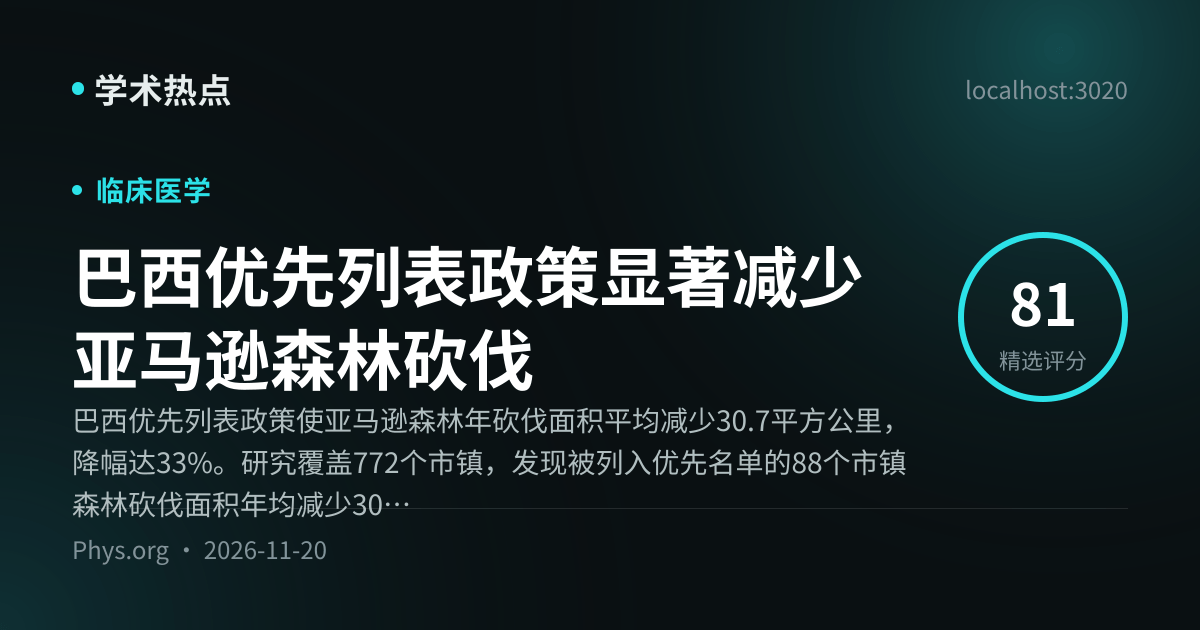 学术热点
localhost:3020
临床医学
巴西优先列表政策显著减少
亚马逊森林砍伐
81
精选评分
巴西优先列表政策使亚马逊森林年砍伐面积平均减少30.7平方公里，
降幅达33%。研究覆盖772个市镇，发现被列入优先名单的88个市镇
森林砍伐面积年均减少30…
Phys.org · 2026-11-20